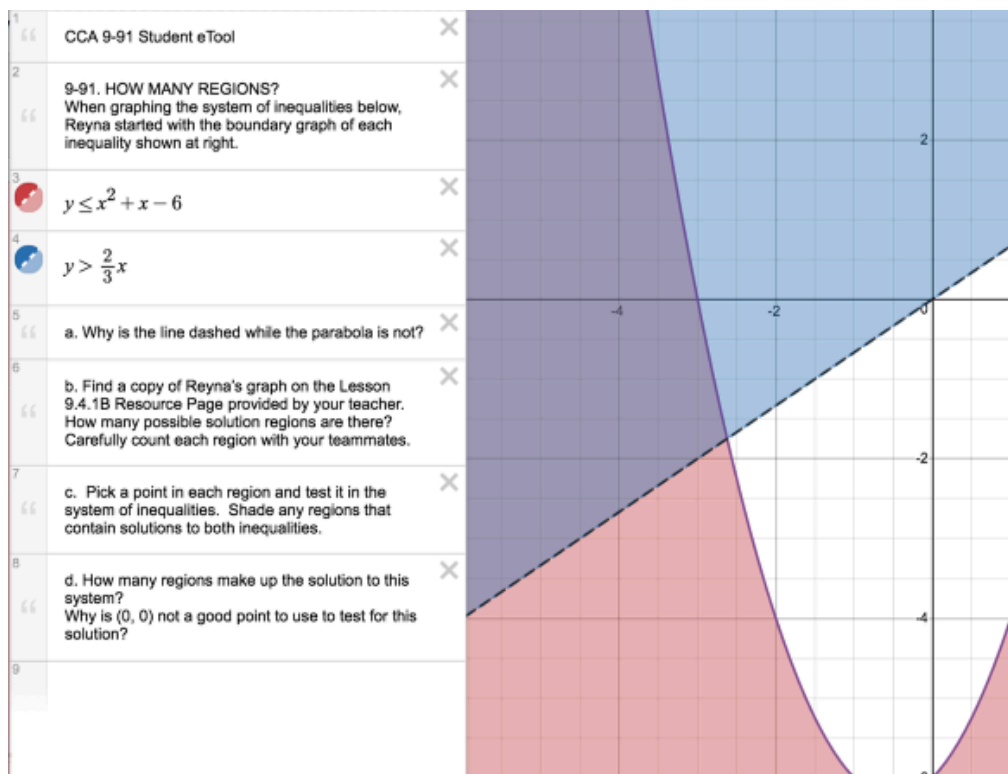 1
CCA 9-91 Student eTool
2
9-91. HOW MANY REGIONS?
When graphing the system of inequalities below,
Reyna started with the boundary graph of each
inequality shown at right.
3
y ≤ x² + x − 6
4
y > 2/3 x
5
a. Why is the line dashed while the parabola is not?
6
b. Find a copy of Reyna's graph on the Lesson
9.4.1B Resource Page provided by your teacher.
How many possible solution regions are there?
Carefully count each region with your teammates.
7
c. Pick a point in each region and test it in the
system of inequalities. Shade any regions that
contain solutions to both inequalities.
8
d. How many regions make up the solution to this
system?
Why is (0, 0) not a good point to use to test for this
solution?
9
2
-4
-2
0
-2
-4